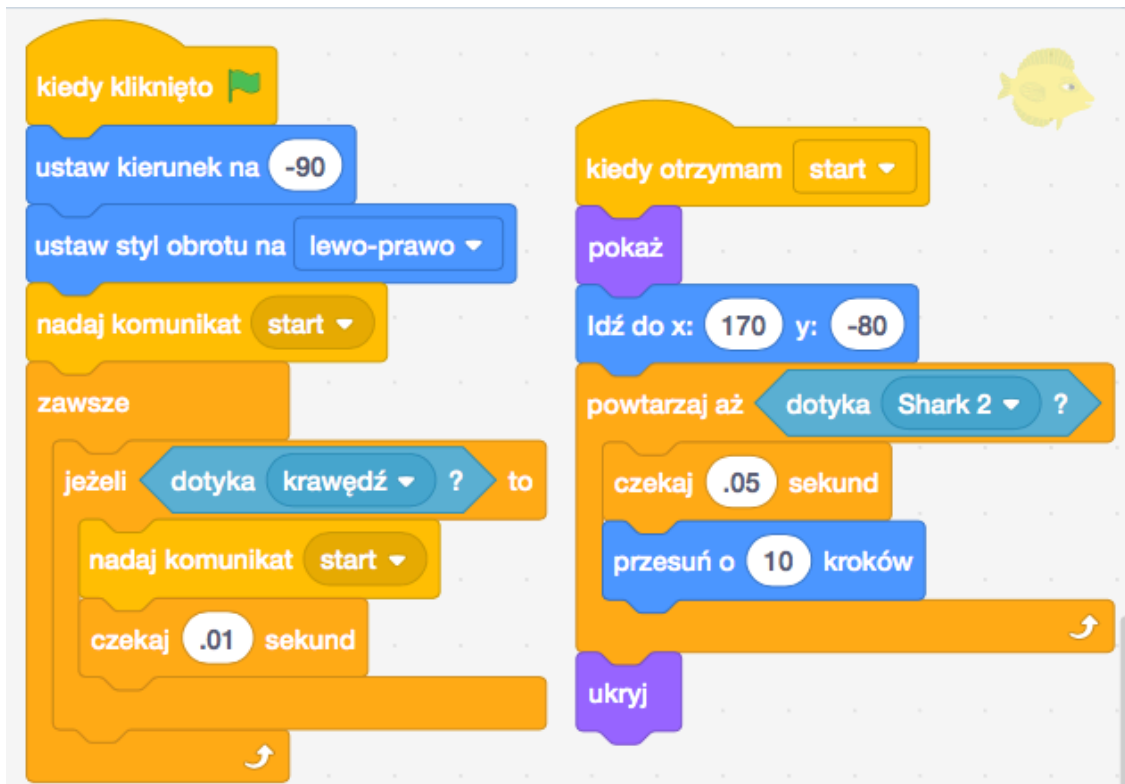 kiedy kliknięto
ustaw kierunek na -90
ustaw styl obrotu na lewo-prawo
nadaj komunikat start
zawsze
jeżeli dotyka krawędź ? to
nadaj komunikat start
czekaj .01 sekund
kiedy otrzymam start
pokaż
Idź do x: 170 y: -80
powtarzaj aż dotyka Shark 2 ?
czekaj .05 sekund
przesuń o 10 kroków
ukryj